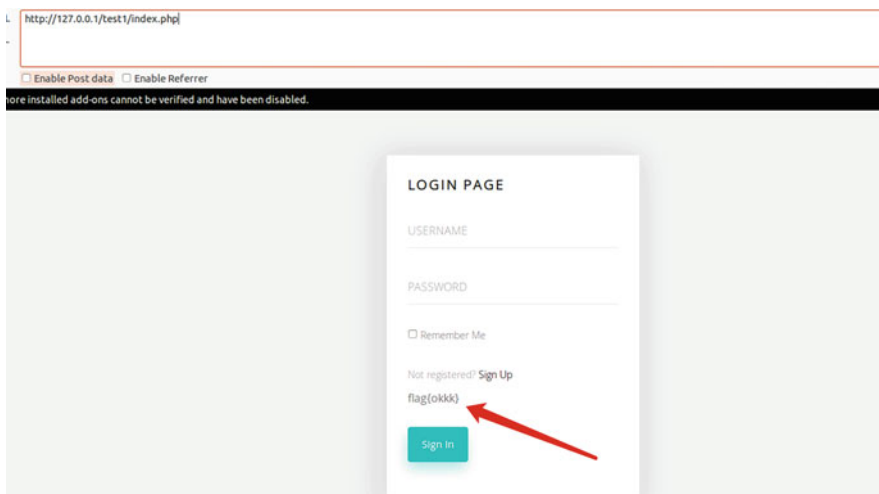 http://127.0.0.1/test1/index.php
Enable Post data Enable Referrer
more installed add-ons cannot be verified and have been disabled.
LOGIN PAGE
USERNAME
PASSWORD
Remember Me
Not registered? Sign Up
flag{okkk}
Sign In